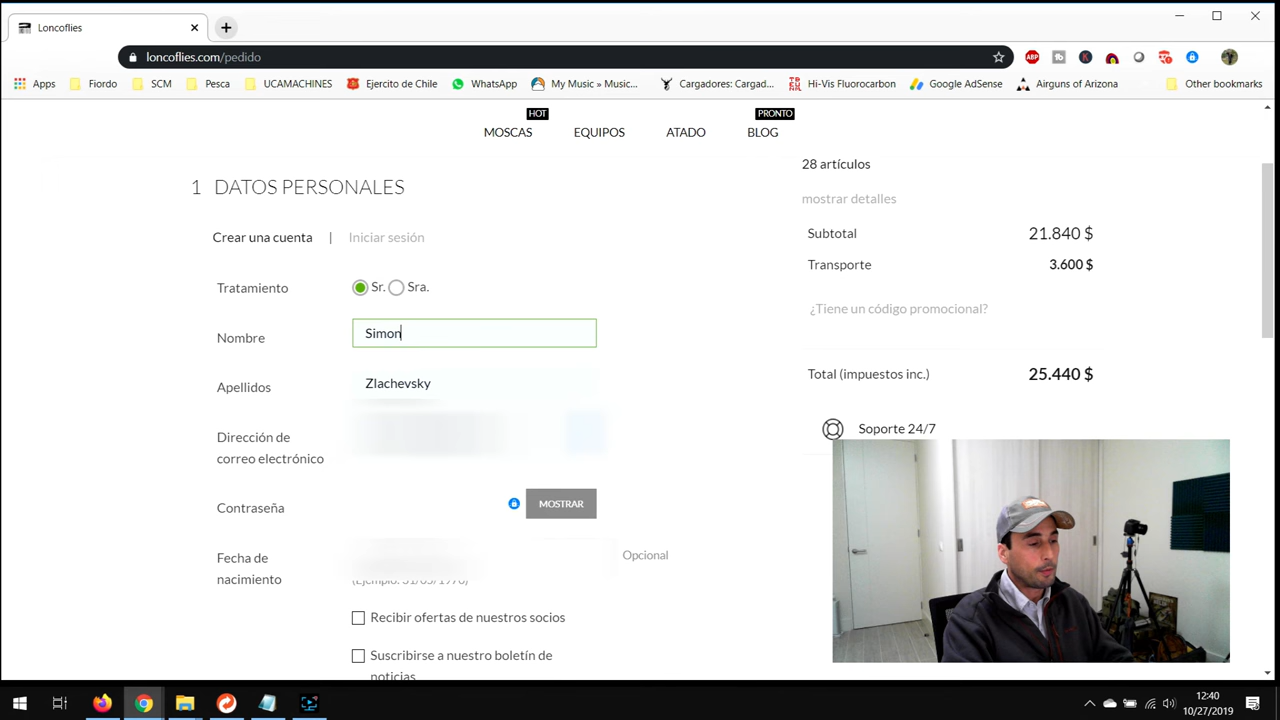 Loncoflies
loncoflies.com/pedido
Apps Fiordo SCM Pesca UCAMACHINES Ejercito de Chile WhatsApp My Music » Music... Cargadores: Cargad... Hi-Vis Fluorocarbon Google AdSense Airguns of Arizona Other bookmarks
HOT PRONTO
MOSCAS EQUIPOS ATADO BLOG
28 artículos
mostrar detalles
Subtotal 21.840 $
Transporte 3.600 $
¿Tiene un código promocional?
Total (impuestos inc.) 25.440 $
Soporte 24/7
1 DATOS PERSONALES
Crear una cuenta | Iniciar sesión
Tratamiento Sr. Sra.
Nombre Simon
Apellidos Zlachevsky
Dirección de
correo electrónico
Contraseña MOSTRAR
Fecha de
nacimiento Opcional
(Ejemplo: 31/05/1970)
Recibir ofertas de nuestros socios
Suscribirse a nuestro boletín de
noticias
12:40
10/27/2019